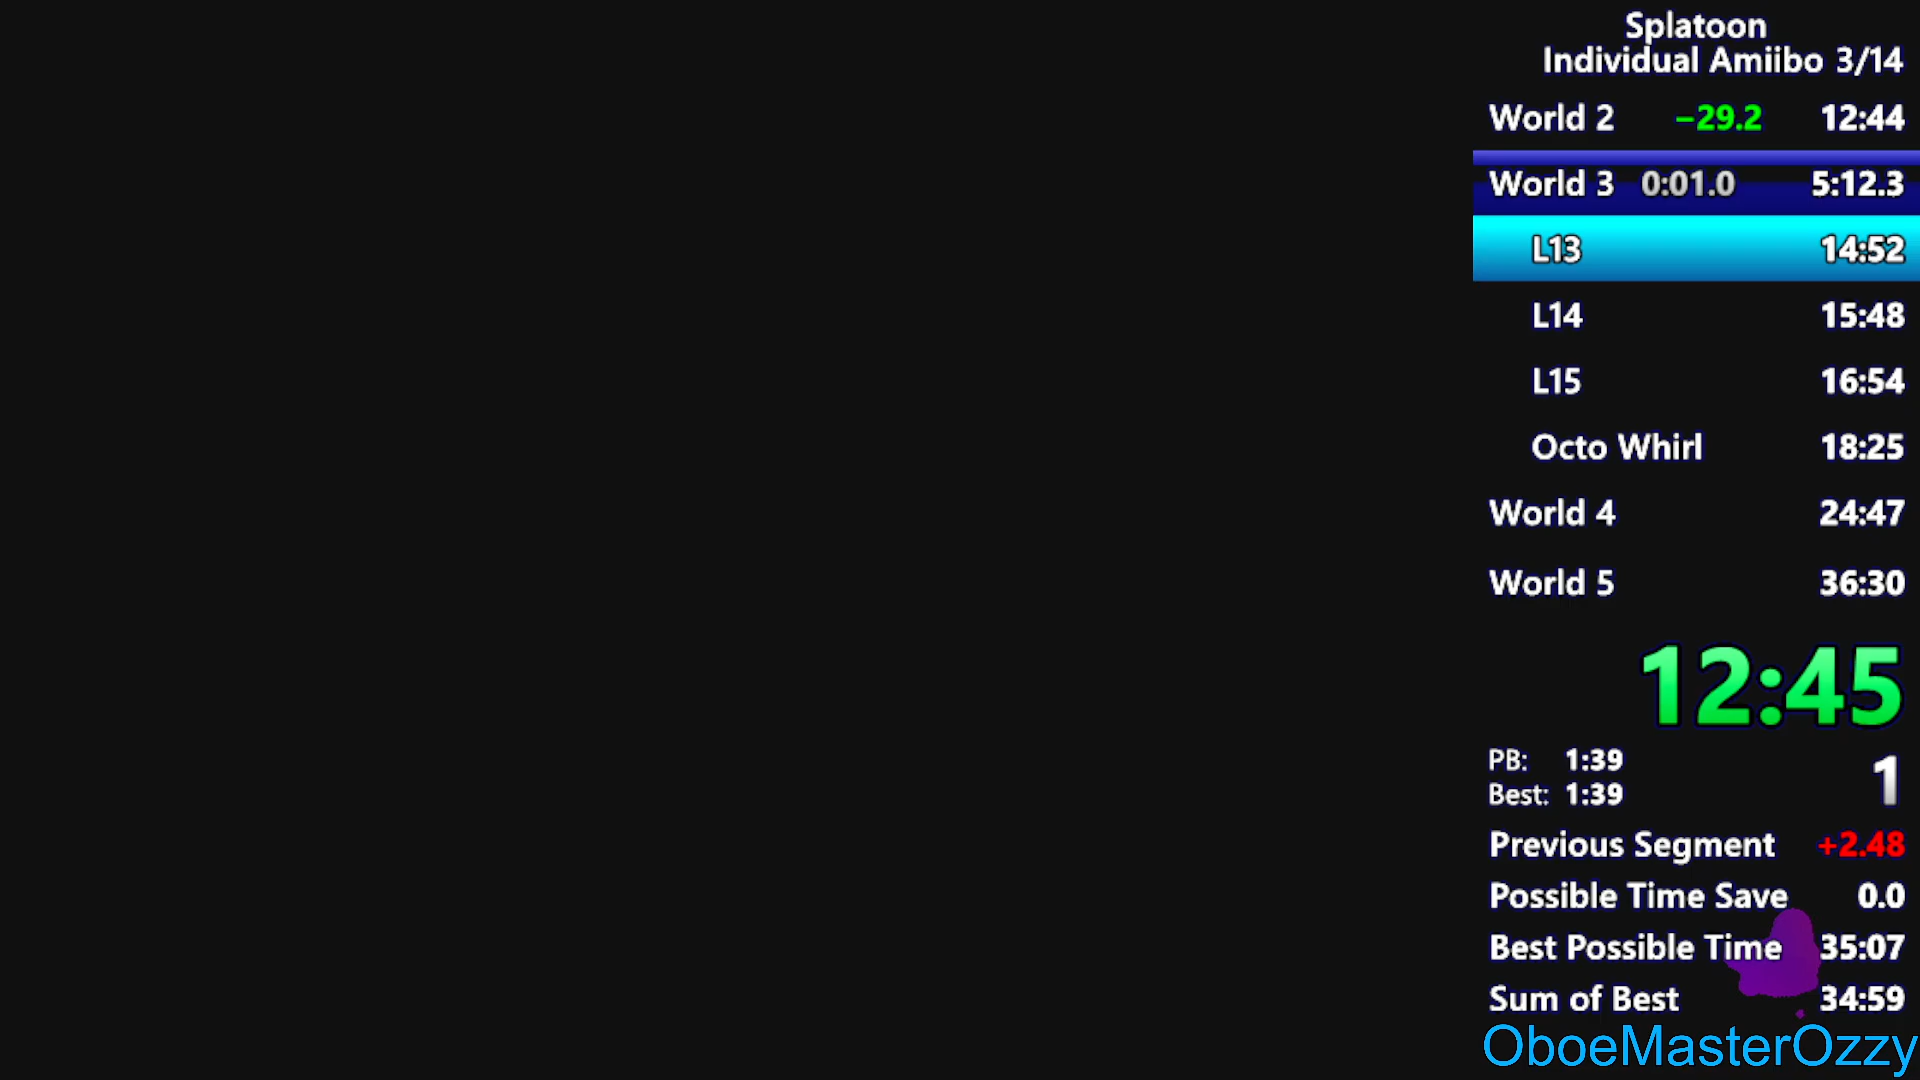 Splatoon
Individual Amiibo 3/14
World 2 −29.2 12:44
World 3 0:01.0 5:12.3
L13 14:52
L14 15:48
L15 16:54
Octo Whirl 18:25
World 4 24:47
World 5 36:30
12:45
PB: 1:39
Best: 1:39
1
Previous Segment +2.48
Possible Time Save 0.0
Best Possible Time 35:07
Sum of Best 34:59
OboeMasterOzzy